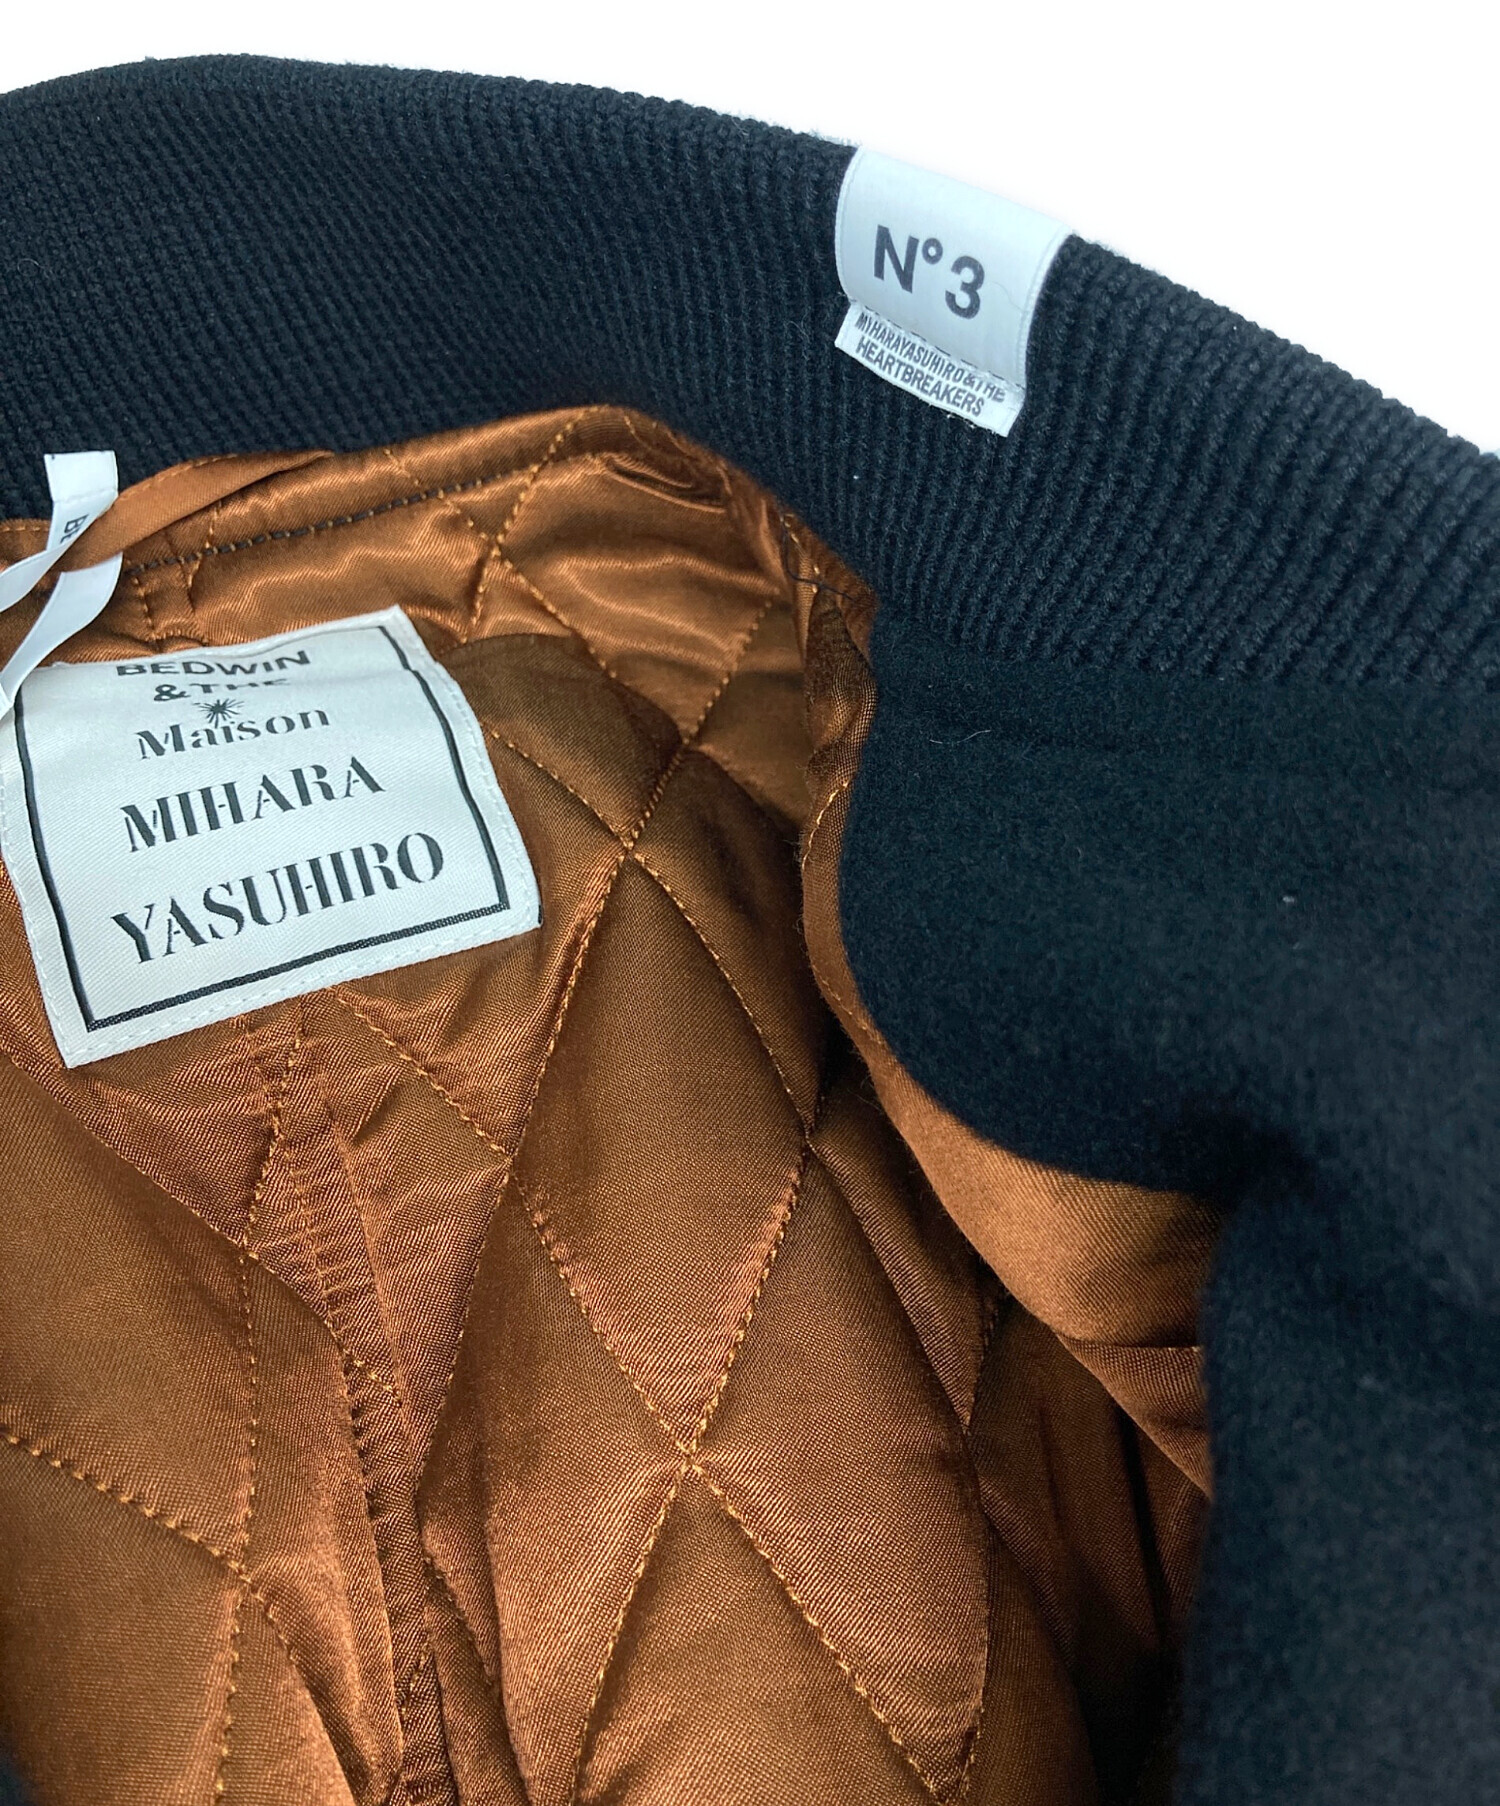 N°3
MIHARAYASUHIRO&THE
HEARTBREAKERS
BEDWIN
& THE
Maison
MIHARA
YASUHIRO